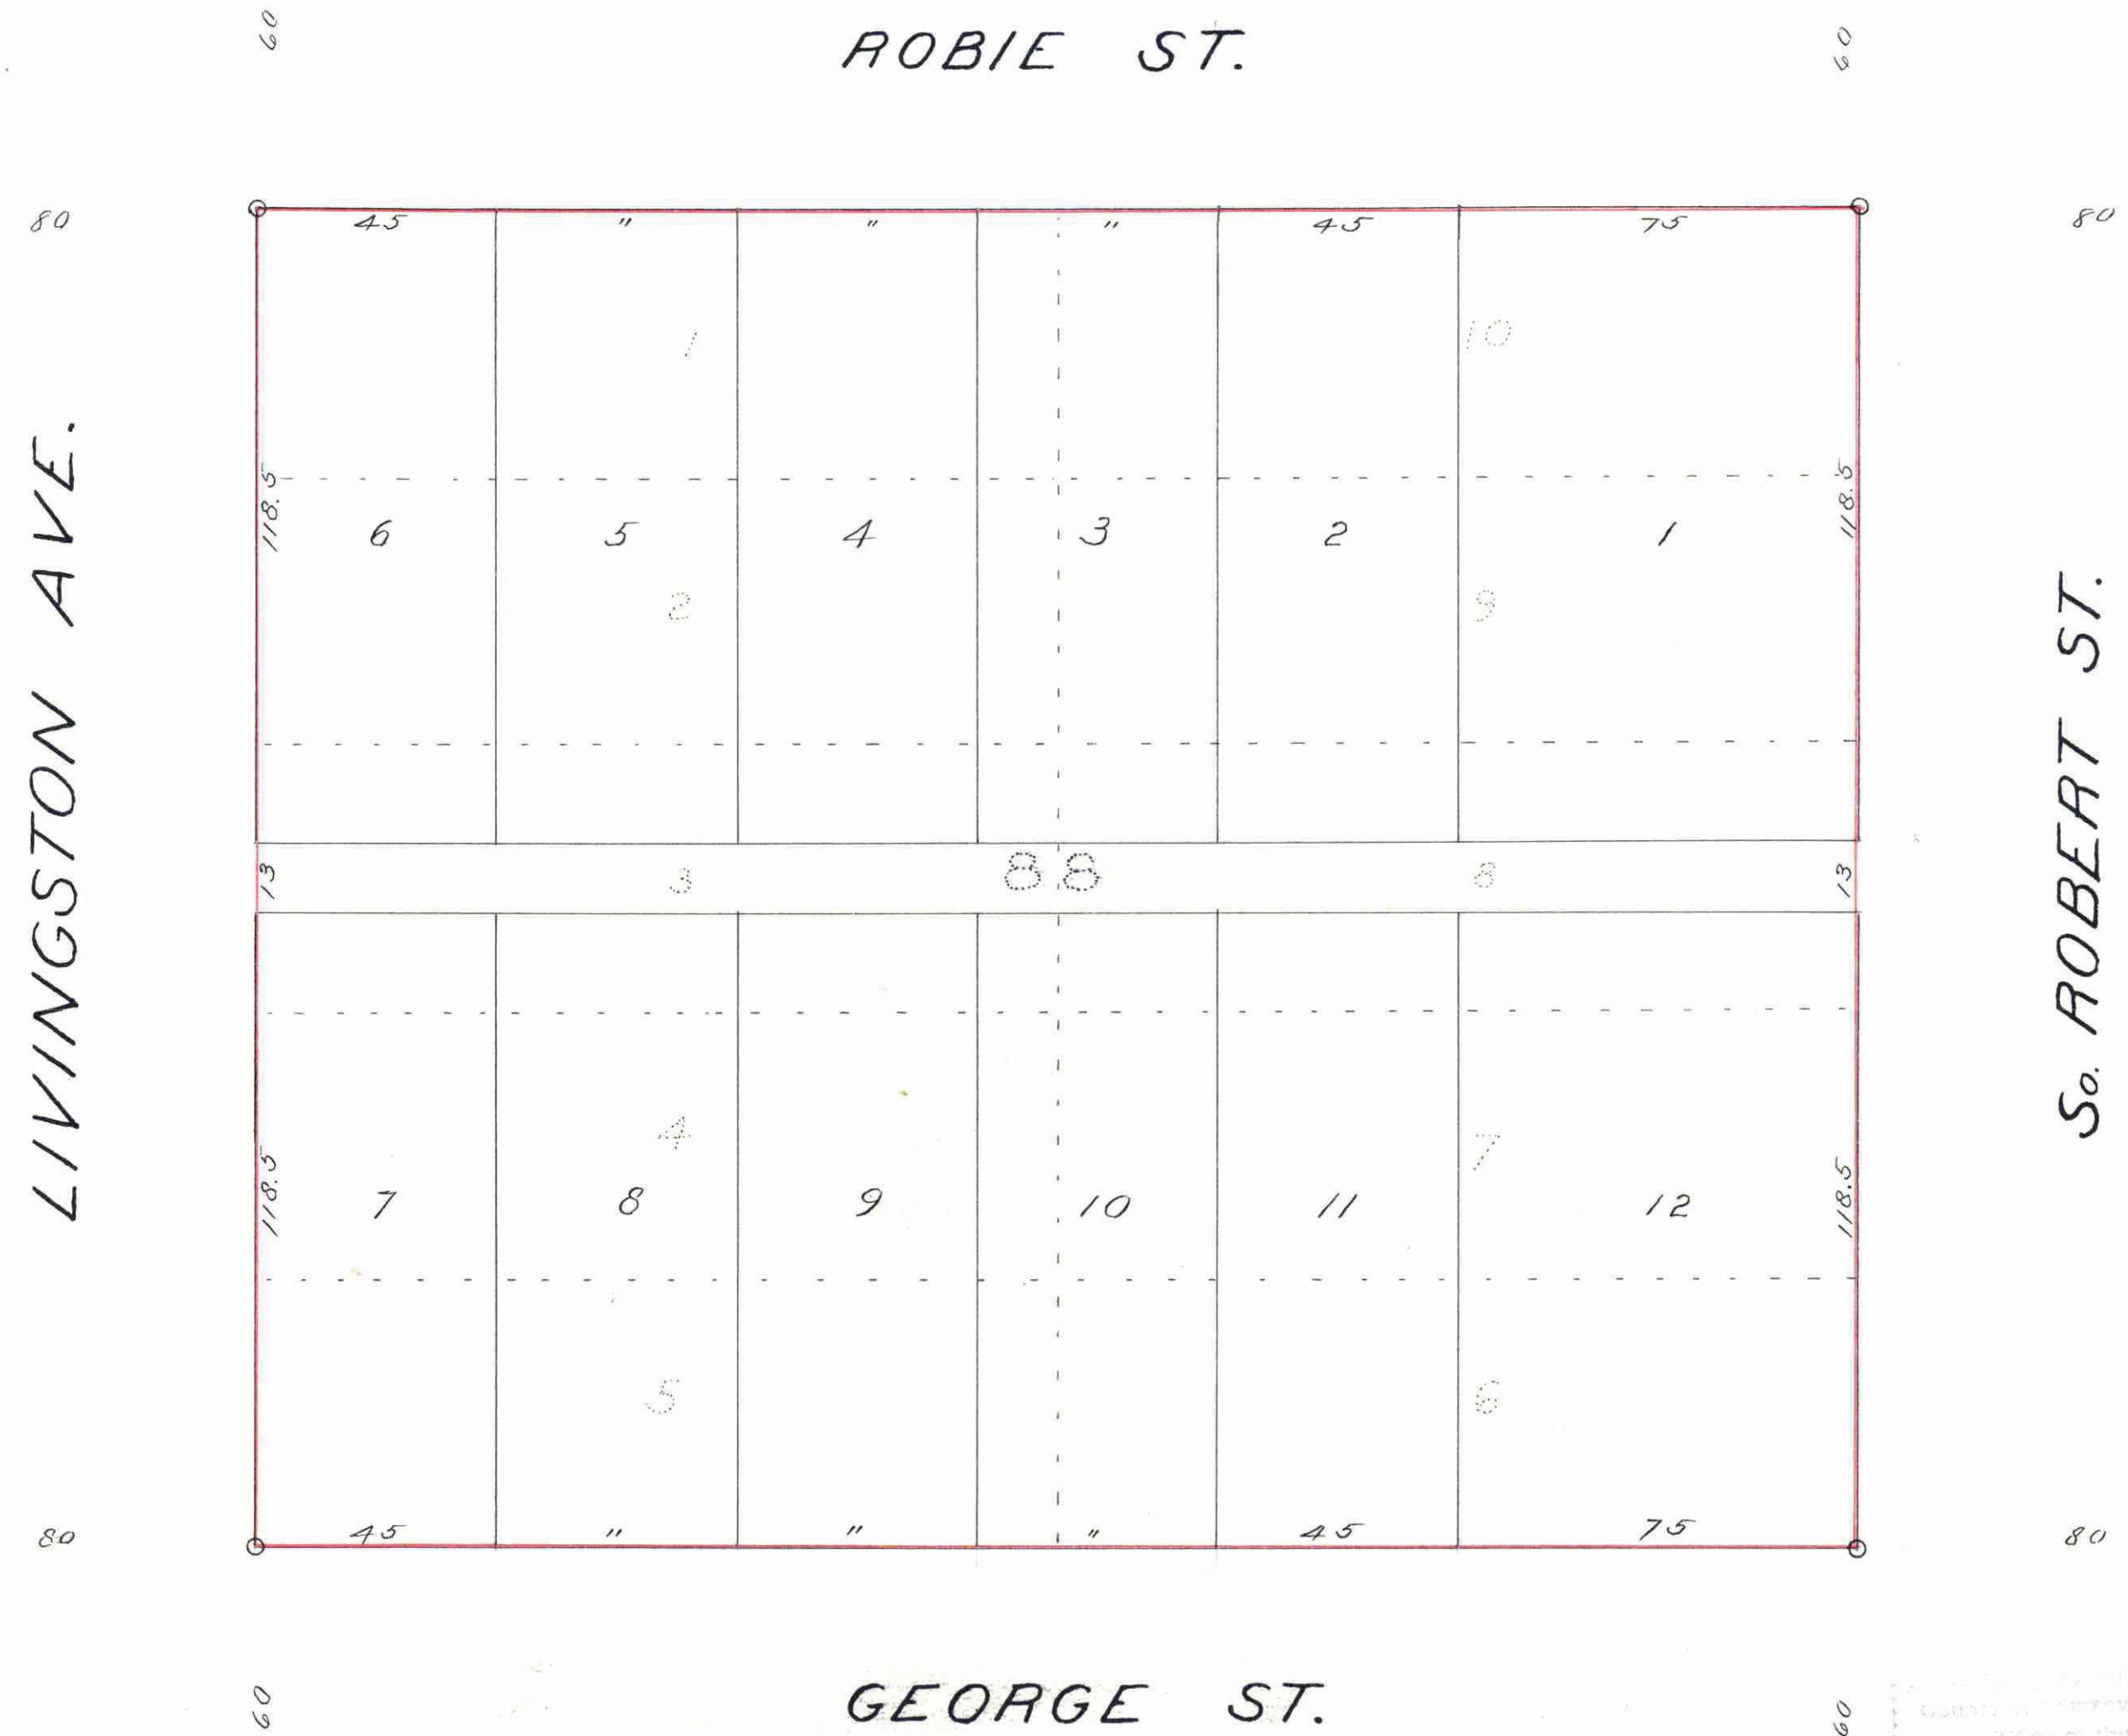 60 ROBIE ST. 60
80 45 " " " 45 75 80
1 10
118.5 118.5
6 5 4 3 2 1
2 9
LIVINGSTON AVE.
So. ROBERT ST.
13 3 88 8 13
4 7
118.5 118.5
7 8 9 10 11 12
5 6
80 45 " " " 45 75 80
60 GEORGE ST. 60